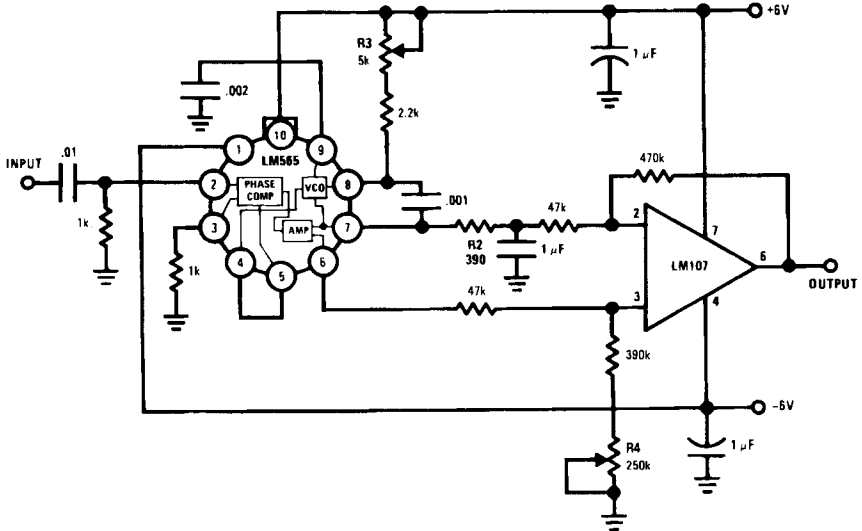 +6V
R3
5k
1 µF
.002
2.2k
10
1
9
LM565
INPUT
.01
2
PHASE
COMP
VCO
8
.001
470k
1k
3
AMP
7
R2
390
1 µF
47k
2
7
LM107
6
OUTPUT
1k
4
5
6
47k
3
4
390k
-6V
R4
250k
1 µF